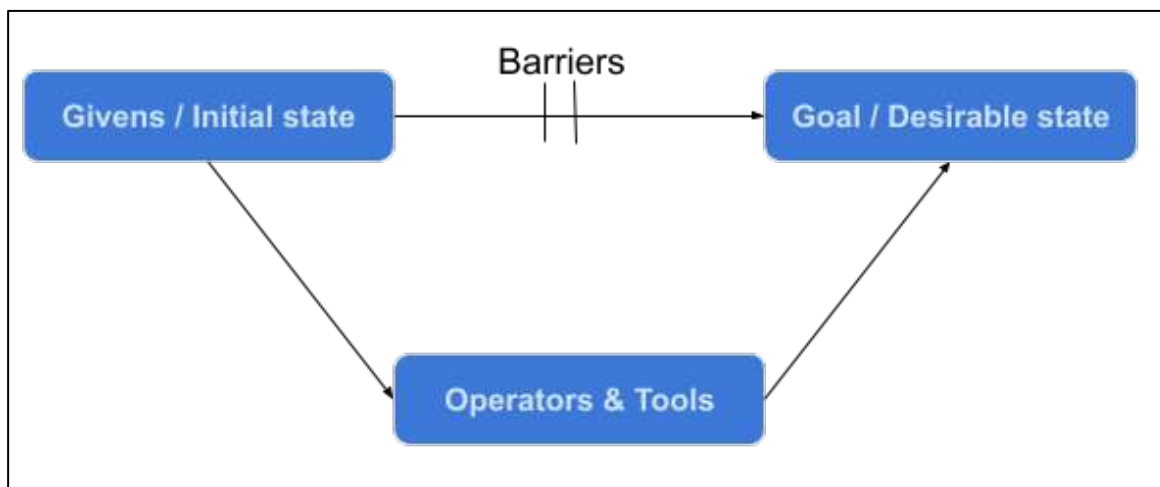 Barriers
Givens / Initial state
Goal / Desirable state
Operators & Tools